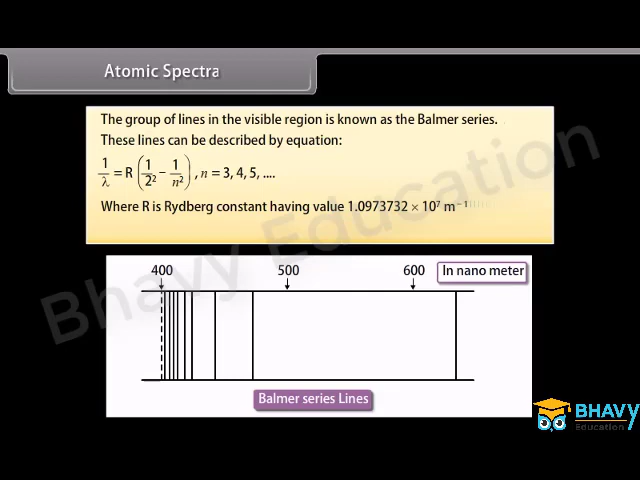 Atomic Spectra
The group of lines in the visible region is known as the Balmer series.
These lines can be described by equation:
1/λ = R (1/2² − 1/n²), n = 3, 4, 5, ....
Where R is Rydberg constant having value 1.0973732 × 10⁷ m⁻¹
Bhavy Education
400 500 600 In nano meter
Balmer series Lines
BHAVY
Education